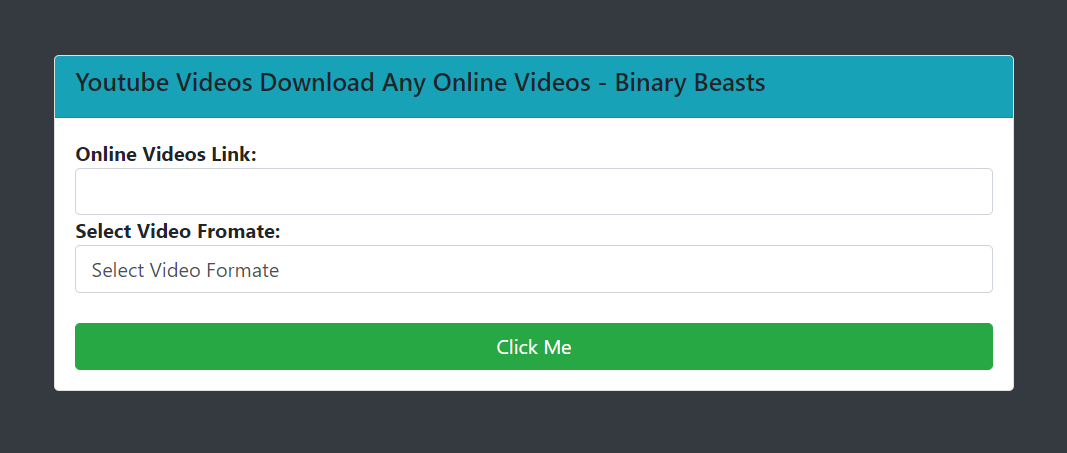 Youtube Videos Download Any Online Videos - Binary Beasts
Online Videos Link:
Select Video Fromate:
Select Video Formate
Click Me